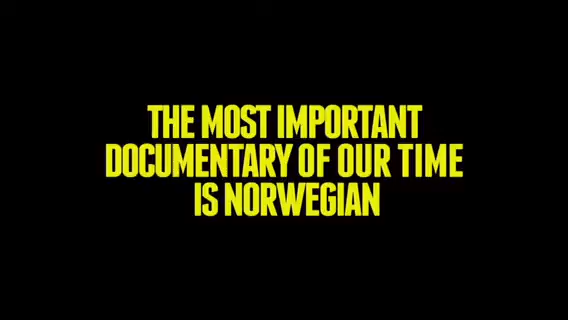 THE MOST IMPORTANT
DOCUMENTARY OF OUR TIME
IS NORWEGIAN